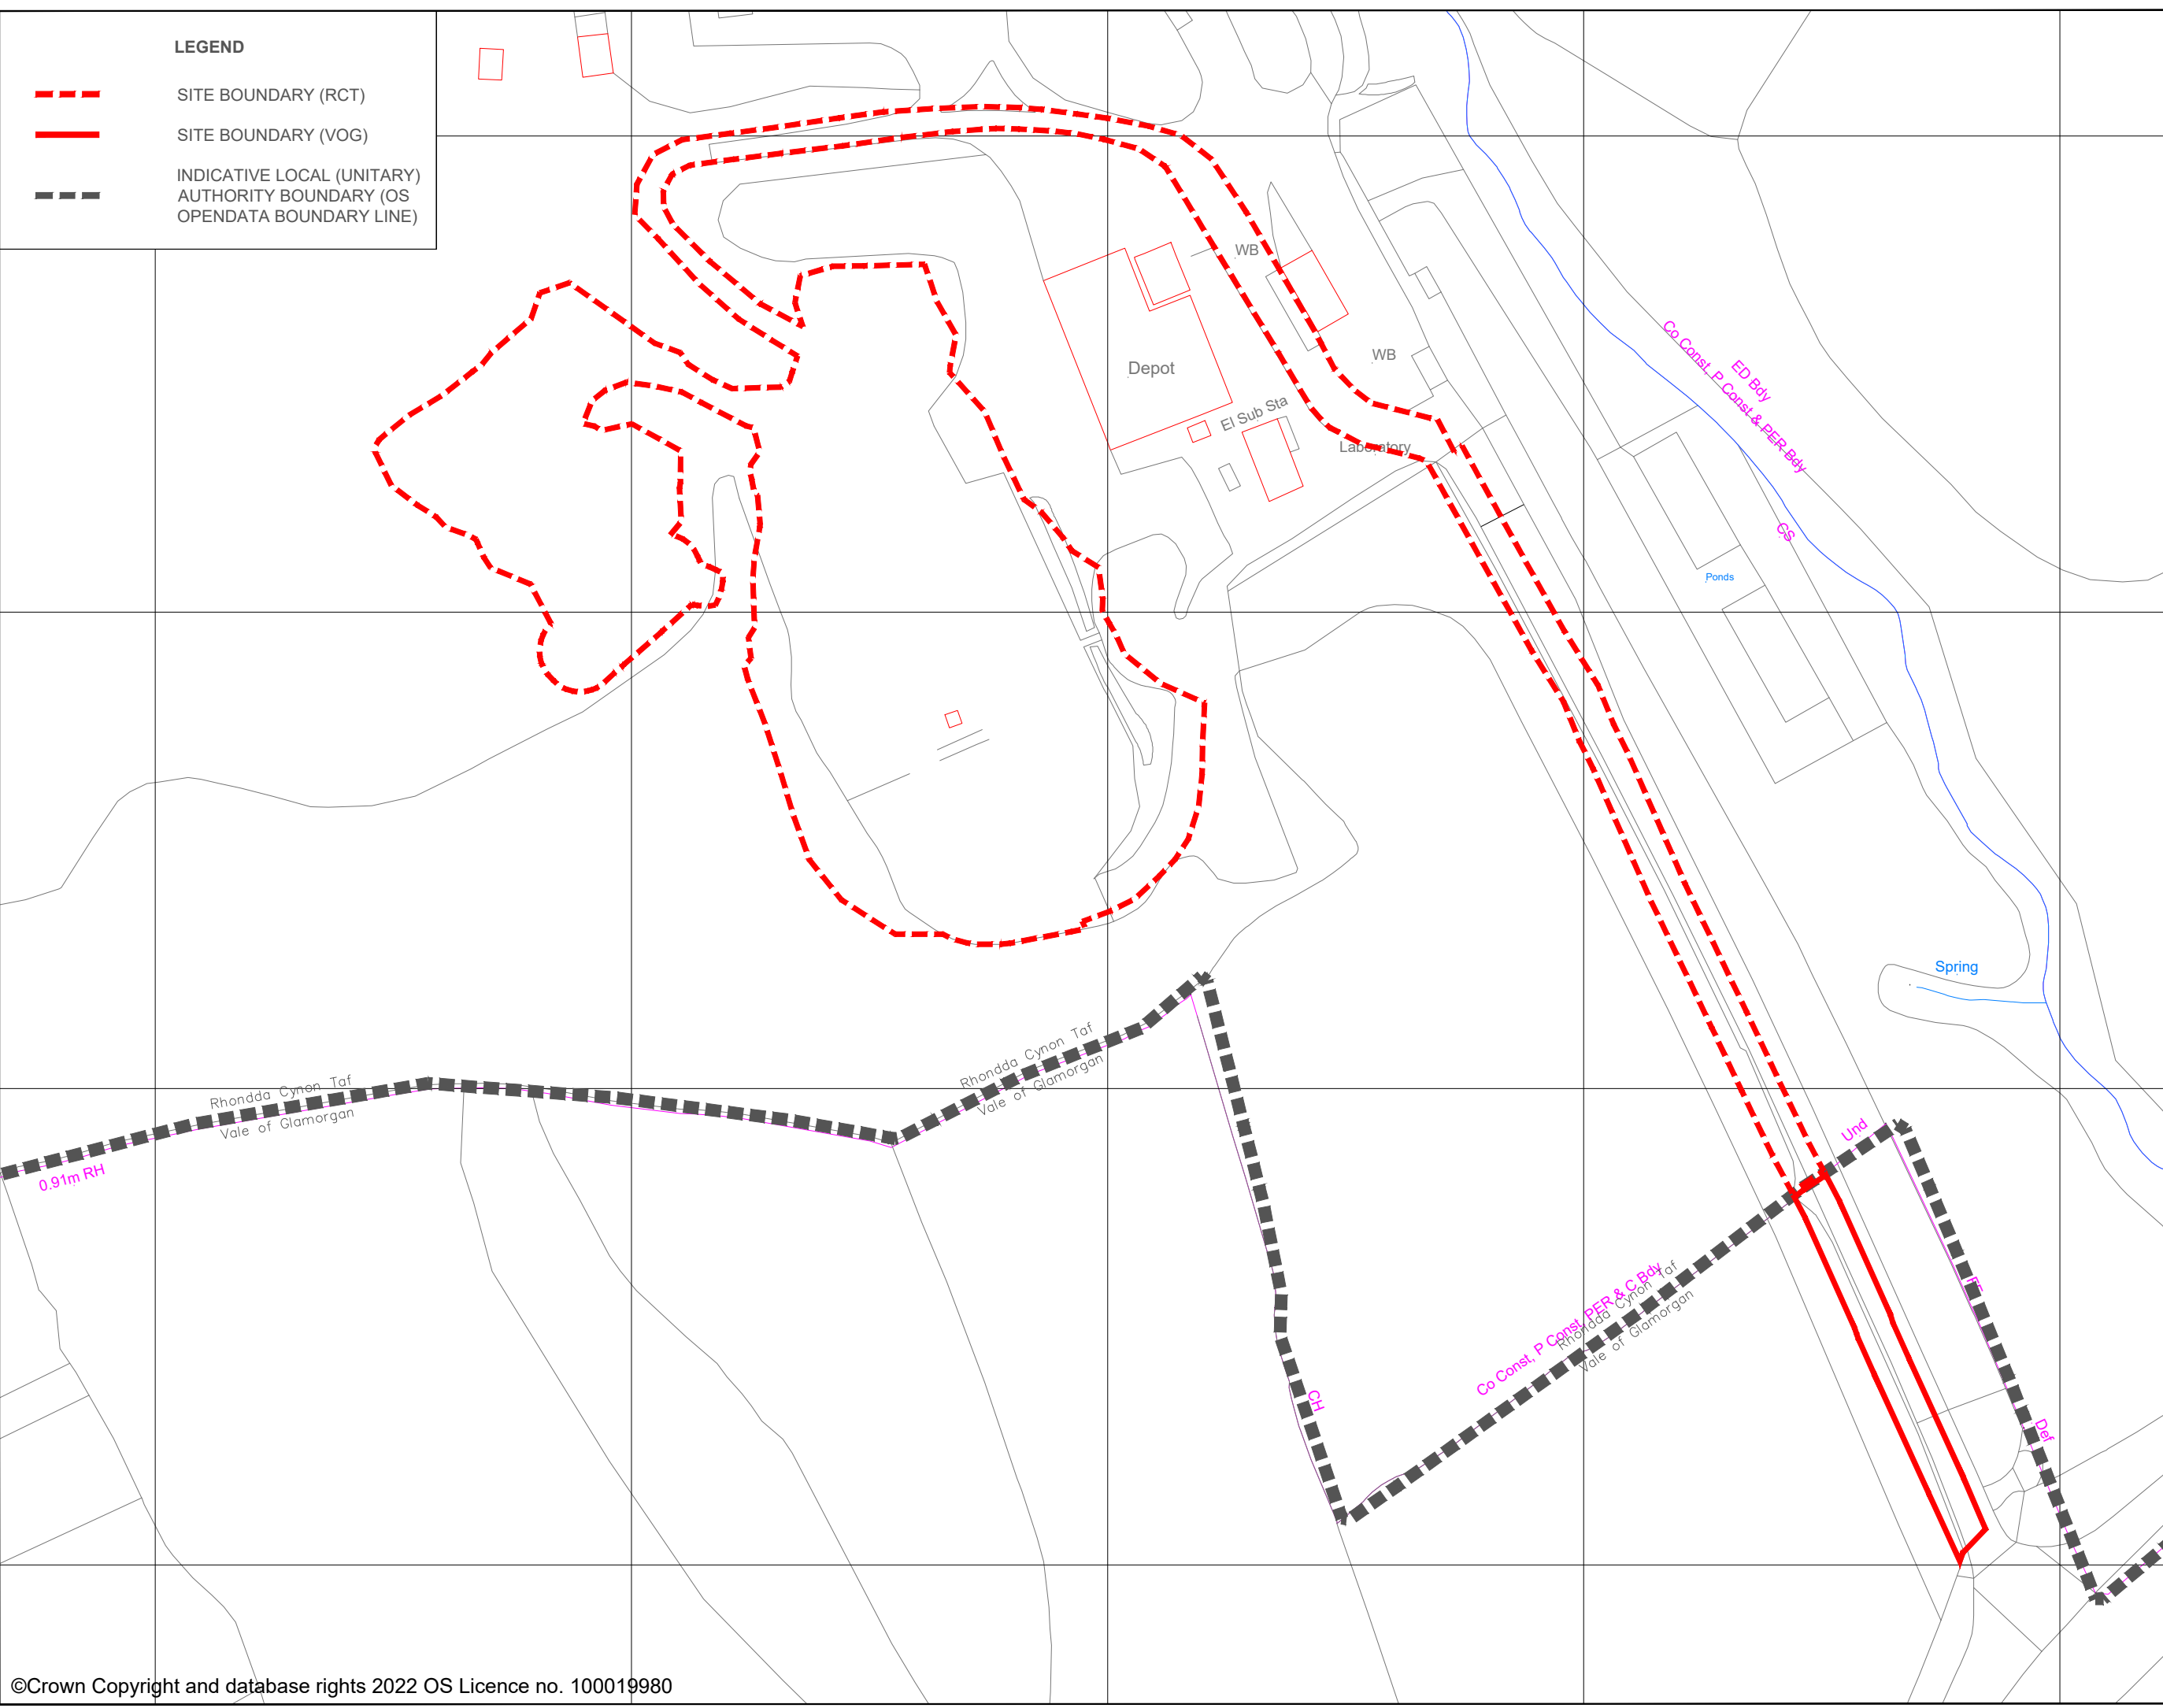 LEGEND
SITE BOUNDARY (RCT)
SITE BOUNDARY (VOG)
INDICATIVE LOCAL (UNITARY)
AUTHORITY BOUNDARY (OS
OPENDATA BOUNDARY LINE)
WB
WB
Depot
El Sub Sta
Laboratory
Co Const, P Const & PER Bdy
ED Bdy
CS
Ponds
Spring
Rhondda Cynon Taf
Vale of Glamorgan
0.91m RH
Rhondda Cynon Taf
Vale of Glamorgan
Und
Co Const, P Const, PER & C Bdy
Rhondda Cynon Taf
Vale of Glamorgan
CH
Def
©Crown Copyright and database rights 2022 OS Licence no. 100019980